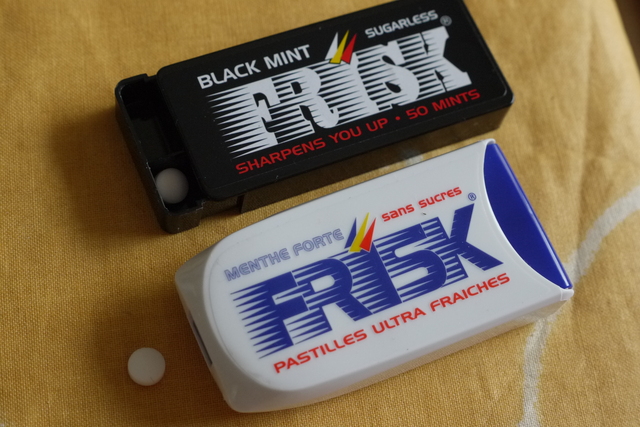 BLACK MINT SUGARLESS
FRISK®
SHARPENS YOU UP · 50 MINTS
MENTHE FORTE sans sucres
FRISK®
PASTILLES ULTRA FRAICHES